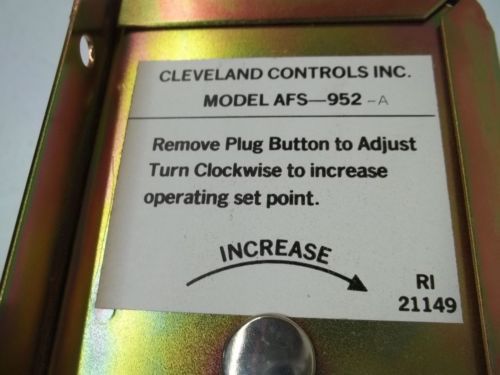 CLEVELAND CONTROLS INC.
MODEL AFS—952 -A
Remove Plug Button to Adjust
Turn Clockwise to increase
operating set point.
INCREASE
RI
21149